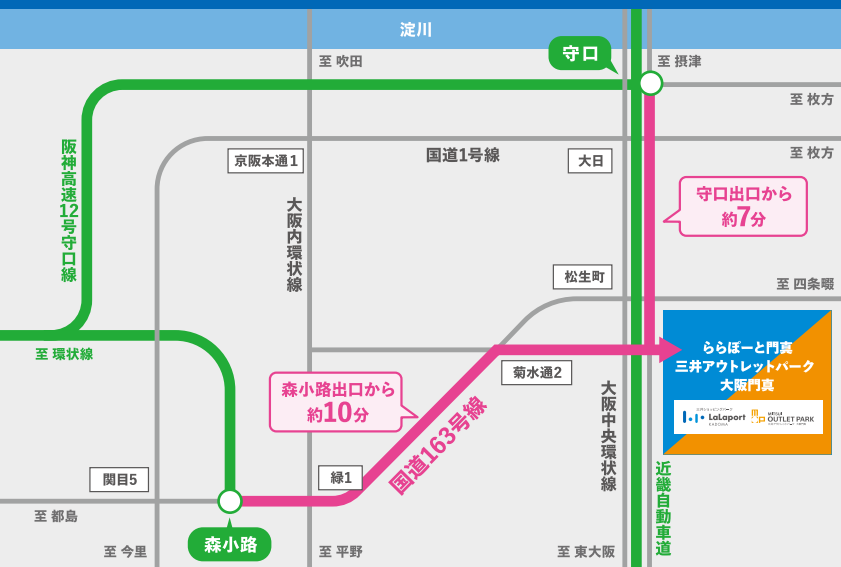 淀川
至 吹田
守口
至 摂津
至 枚方
京阪本通1
国道1号線
大日
至 枚方
阪神高速12号守口線
大阪内環状線
守口出口から
約7分
松生町
至 四条畷
至 環状線
ららぽーと門真
三井アウトレットパーク
大阪門真
LaLaport
KADOMA
OUTLET PARK
菊水通2
森小路出口から
約10分
国道163号線
大阪中央環状線
近畿自動車道
関目5
緑1
至 都島
森小路
至 今里
至 平野
至 東大阪